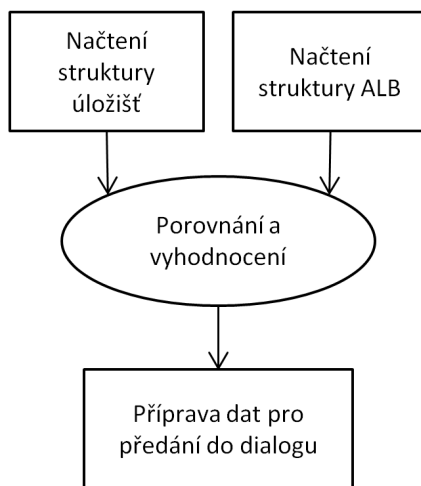 Načtení
struktury
úložišť
Načtení
struktury ALB
Porovnání a
vyhodnocení
Příprava dat pro
předání do dialogu